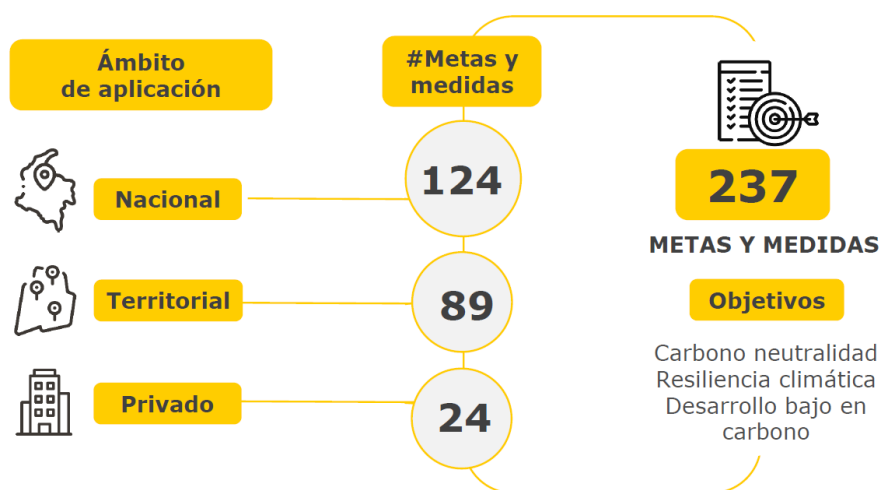 Ámbito
de aplicación
#Metas y
medidas
Nacional
124
Territorial
89
Privado
24
237
METAS Y MEDIDAS
Objetivos
Carbono neutralidad
Resiliencia climática
Desarrollo bajo en
carbono